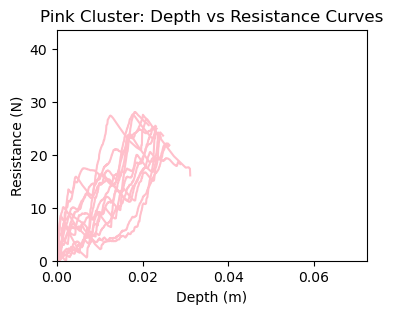 Pink Cluster: Depth vs Resistance Curves
40
30
20
10
0
Resistance (N)
0.00 0.02 0.04 0.06
Depth (m)